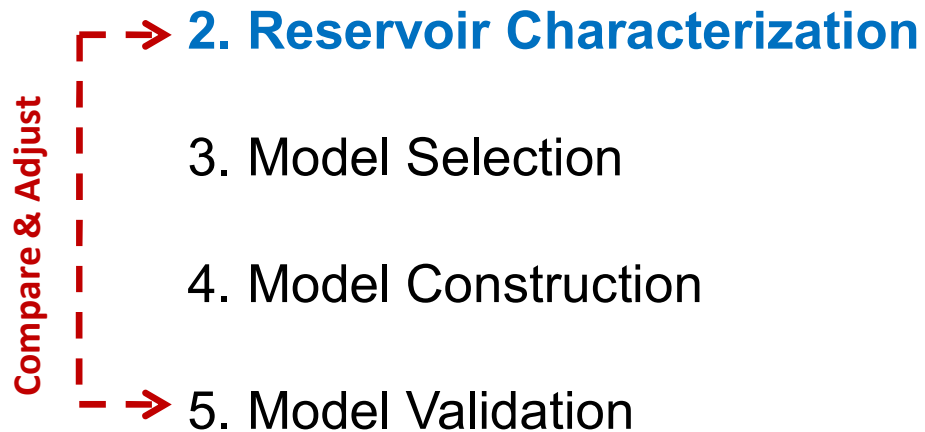 2. Reservoir Characterization
Compare & Adjust
3. Model Selection
4. Model Construction
5. Model Validation